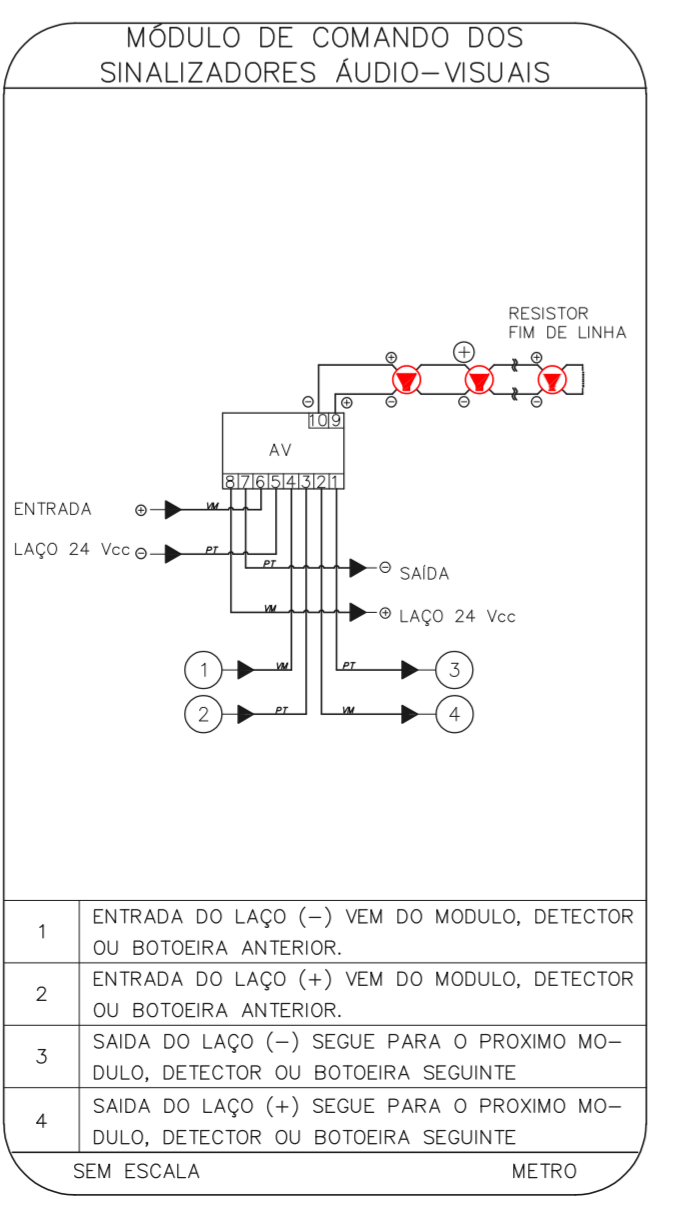 MÓDULO DE COMANDO DOS
SINALIZADORES ÁUDIO-VISUAIS
RESISTOR
FIM DE LINHA
⊕ ⊕ ⊕
⊖ ⊖ ⊖
⊖ ⊕
10 9
AV
8 7 6 5 4 3 2 1
ENTRADA ⊕ VM
LAÇO 24 Vcc ⊖ PT
PT ⊖ SAÍDA
VM ⊕ LAÇO 24 Vcc
1 VM PT 3
2 PT VM 4
1 ENTRADA DO LAÇO (-) VEM DO MODULO, DETECTOR
OU BOTOEIRA ANTERIOR.
2 ENTRADA DO LAÇO (+) VEM DO MODULO, DETECTOR
OU BOTOEIRA ANTERIOR.
3 SAIDA DO LAÇO (-) SEGUE PARA O PROXIMO MO-
DULO, DETECTOR OU BOTOEIRA SEGUINTE
4 SAIDA DO LAÇO (+) SEGUE PARA O PROXIMO MO-
DULO, DETECTOR OU BOTOEIRA SEGUINTE
SEM ESCALA METRO